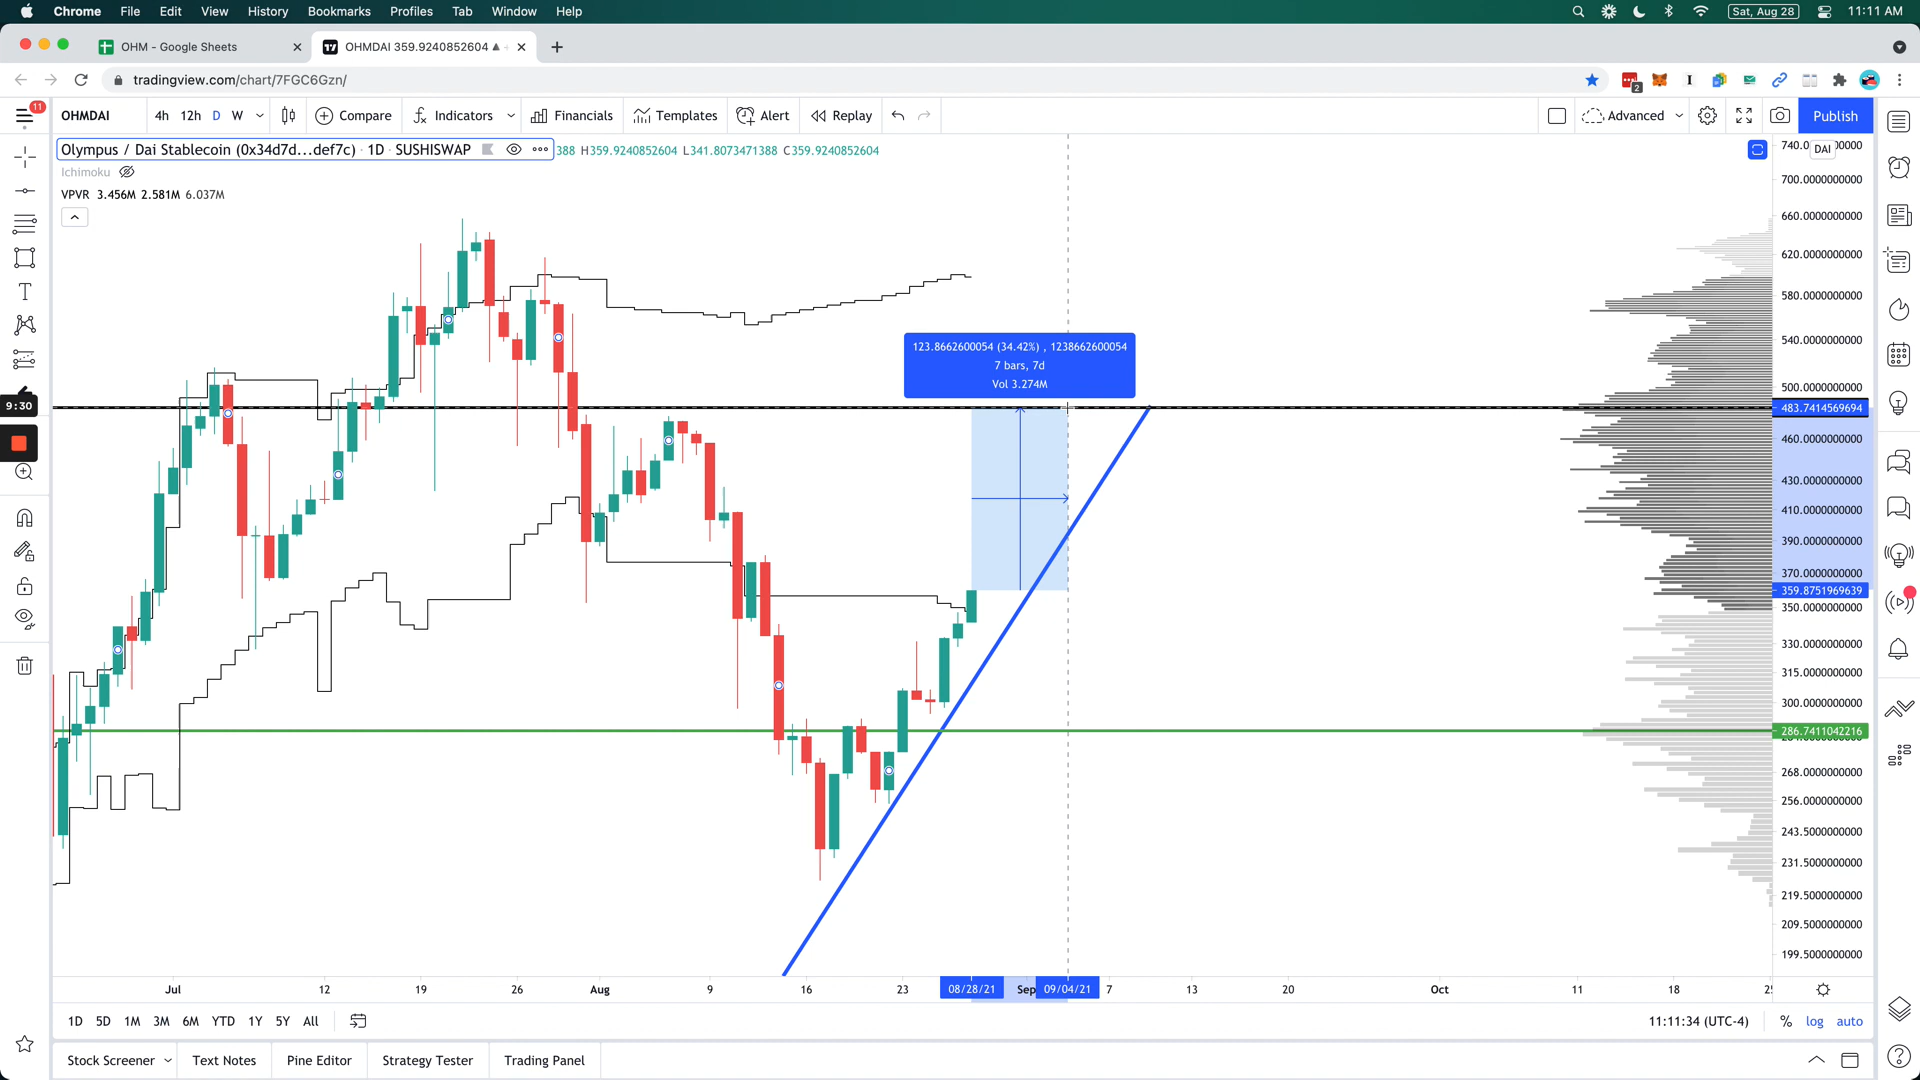 Chrome File Edit View History Bookmarks Profiles Tab Window Help Sat, Aug 28 11:11 AM
OHM - Google Sheets OHMDAI 359.9240852604
tradingview.com/chart/7FGC6Gzn/
11 OHMDAI 4h 12h D W Compare Indicators Financials Templates Alert Replay Advanced Publish
Olympus / Dai Stablecoin (0x34d7d...def7c) · 1D · SUSHISWAP 388 H359.9240852604 L341.8073471388 C359.9240852604
Ichimoku
VPVR 3.456M 2.581M 6.037M
DAI
700.0000000000
660.0000000000
620.0000000000
580.0000000000
540.0000000000
500.0000000000
483.7414569694
460.0000000000
430.0000000000
410.0000000000
390.0000000000
370.0000000000
359.8751969639
350.0000000000
330.0000000000
315.0000000000
300.0000000000
286.7411042216
268.0000000000
256.0000000000
243.5000000000
231.5000000000
219.5000000000
209.5000000000
199.5000000000
123.8662600054 (34.42%) , 1238662600054
7 bars, 7d
Vol 3.274M
9:30
Jul 12 19 26 Aug 9 16 23 08/28/21 Sep 09/04/21 7 13 20 Oct 11 18
1D 5D 1M 3M 6M YTD 1Y 5Y All 11:11:34 (UTC-4) % log auto
Stock Screener Text Notes Pine Editor Strategy Tester Trading Panel